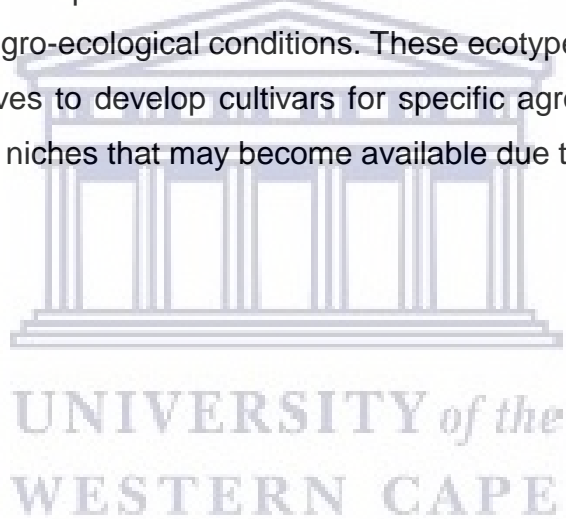 gro-ecological conditions. These ecotype
ves to develop cultivars for specific agr
niches that may become available due t
UNIVERSITY of the
WESTERN CAPE